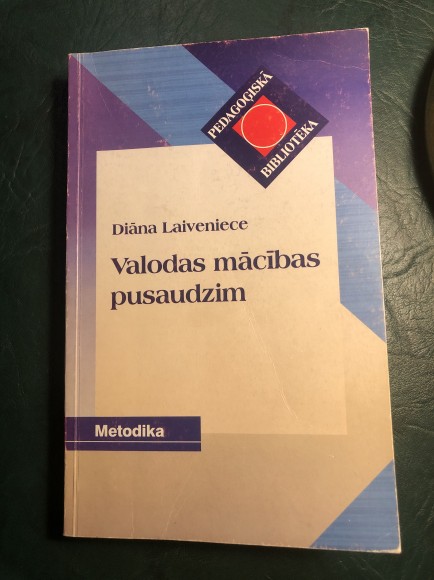 PEDAGOĢISKĀ
BIBLIOTĒKA
Diāna Laiveniece
Valodas mācības
pusaudzim
Metodika